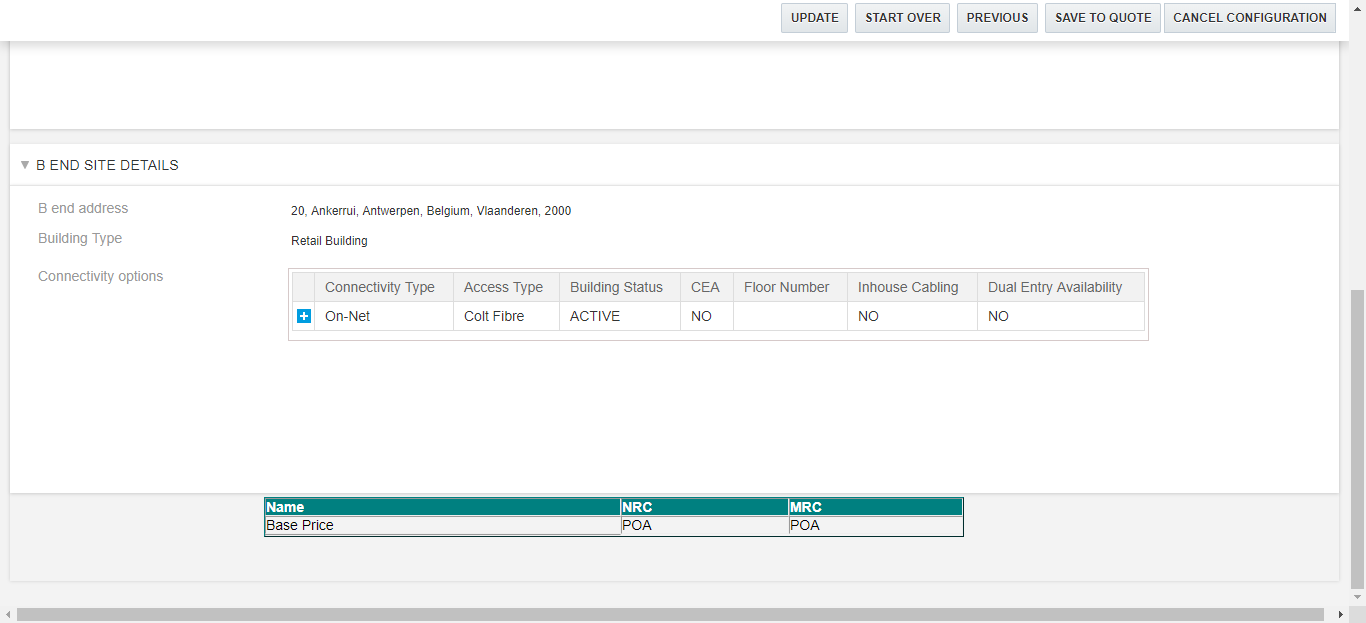 UPDATE START OVER PREVIOUS SAVE TO QUOTE CANCEL CONFIGURATION
B END SITE DETAILS
B end address 20, Ankerrui, Antwerpen, Belgium, Vlaanderen, 2000
Building Type Retail Building
Connectivity options
Connectivity Type Access Type Building Status CEA Floor Number Inhouse Cabling Dual Entry Availability
On-Net Colt Fibre ACTIVE NO NO NO
Name NRC MRC
Base Price POA POA